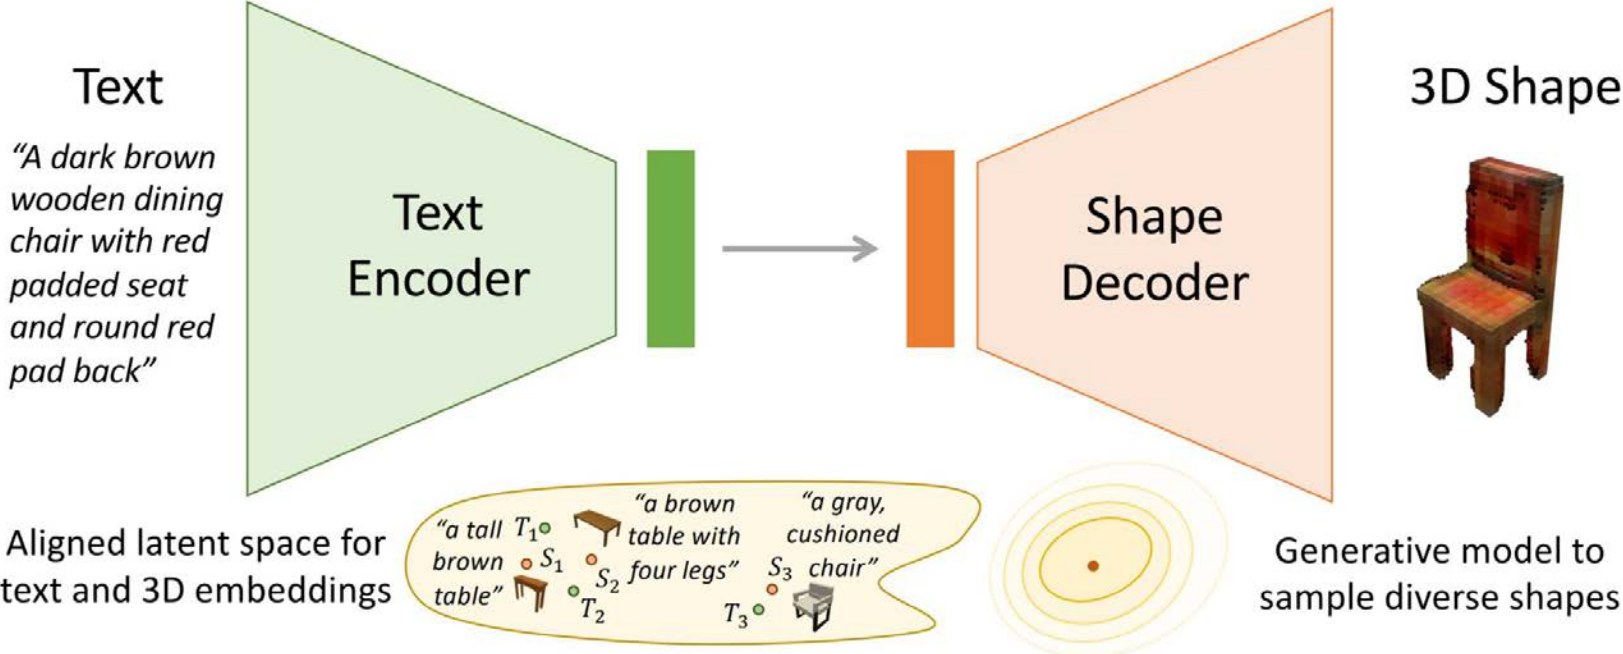 Text
“A dark brown
wooden dining
chair with red
padded seat
and round red
pad back”
Text
Encoder
Shape
Decoder
3D Shape
Aligned latent space for
text and 3D embeddings
“a tall
brown
table”
T1
S1
S2
T2
“a brown
table with
four legs”
“a gray,
cushioned
chair”
S3
T3
Generative model to
sample diverse shapes